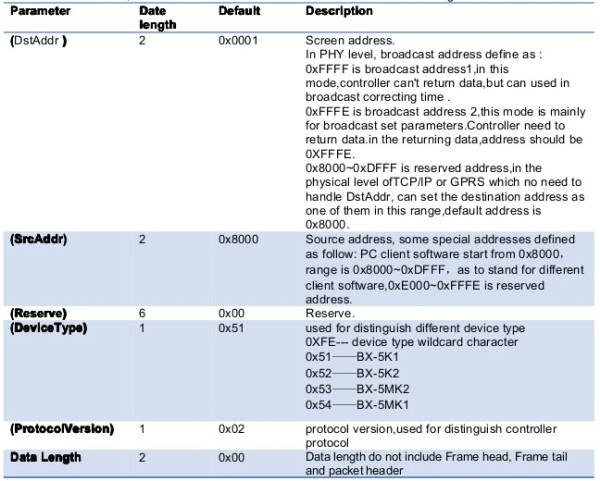 Parameter Date length Default Description
(DstAddr ) 2 0x0001 Screen address.
In PHY level, broadcast address define as :
0xFFFF is broadcast address1,in this
mode,controller can't return data,but can used in
broadcast correcting time .
0xFFFE is broadcast address 2,this mode is mainly
for broadcast set parameters.Controller need to
return data.in the returning data,address should be
0XFFFE.
0x8000~0xDFFF is reserved address,in the
physical level ofTCP/IP or GPRS which no need to
handle DstAddr, can set the destination address as
one of them in this range,default address is
0x8000.
(SrcAddr) 2 0x8000 Source address, some special addresses defined
as follow: PC client software start from 0x8000，
range is 0x8000~0xDFFF，as to stand for different
client software,0xE000~0xFFFE is reserved
address.
(Reserve) 6 0x00 Reserve.
(DeviceType) 1 0x51 used for distinguish different device type
0XFE--- device type wildcard character
0x51——BX-5K1
0x52——BX-5K2
0x53——BX-5MK2
0x54——BX-5MK1
(ProtocolVersion) 1 0x02 protocol version,used for distinguish controller
protocol
Data Length 2 0x00 Data length do not include Frame head, Frame tail
and packet header